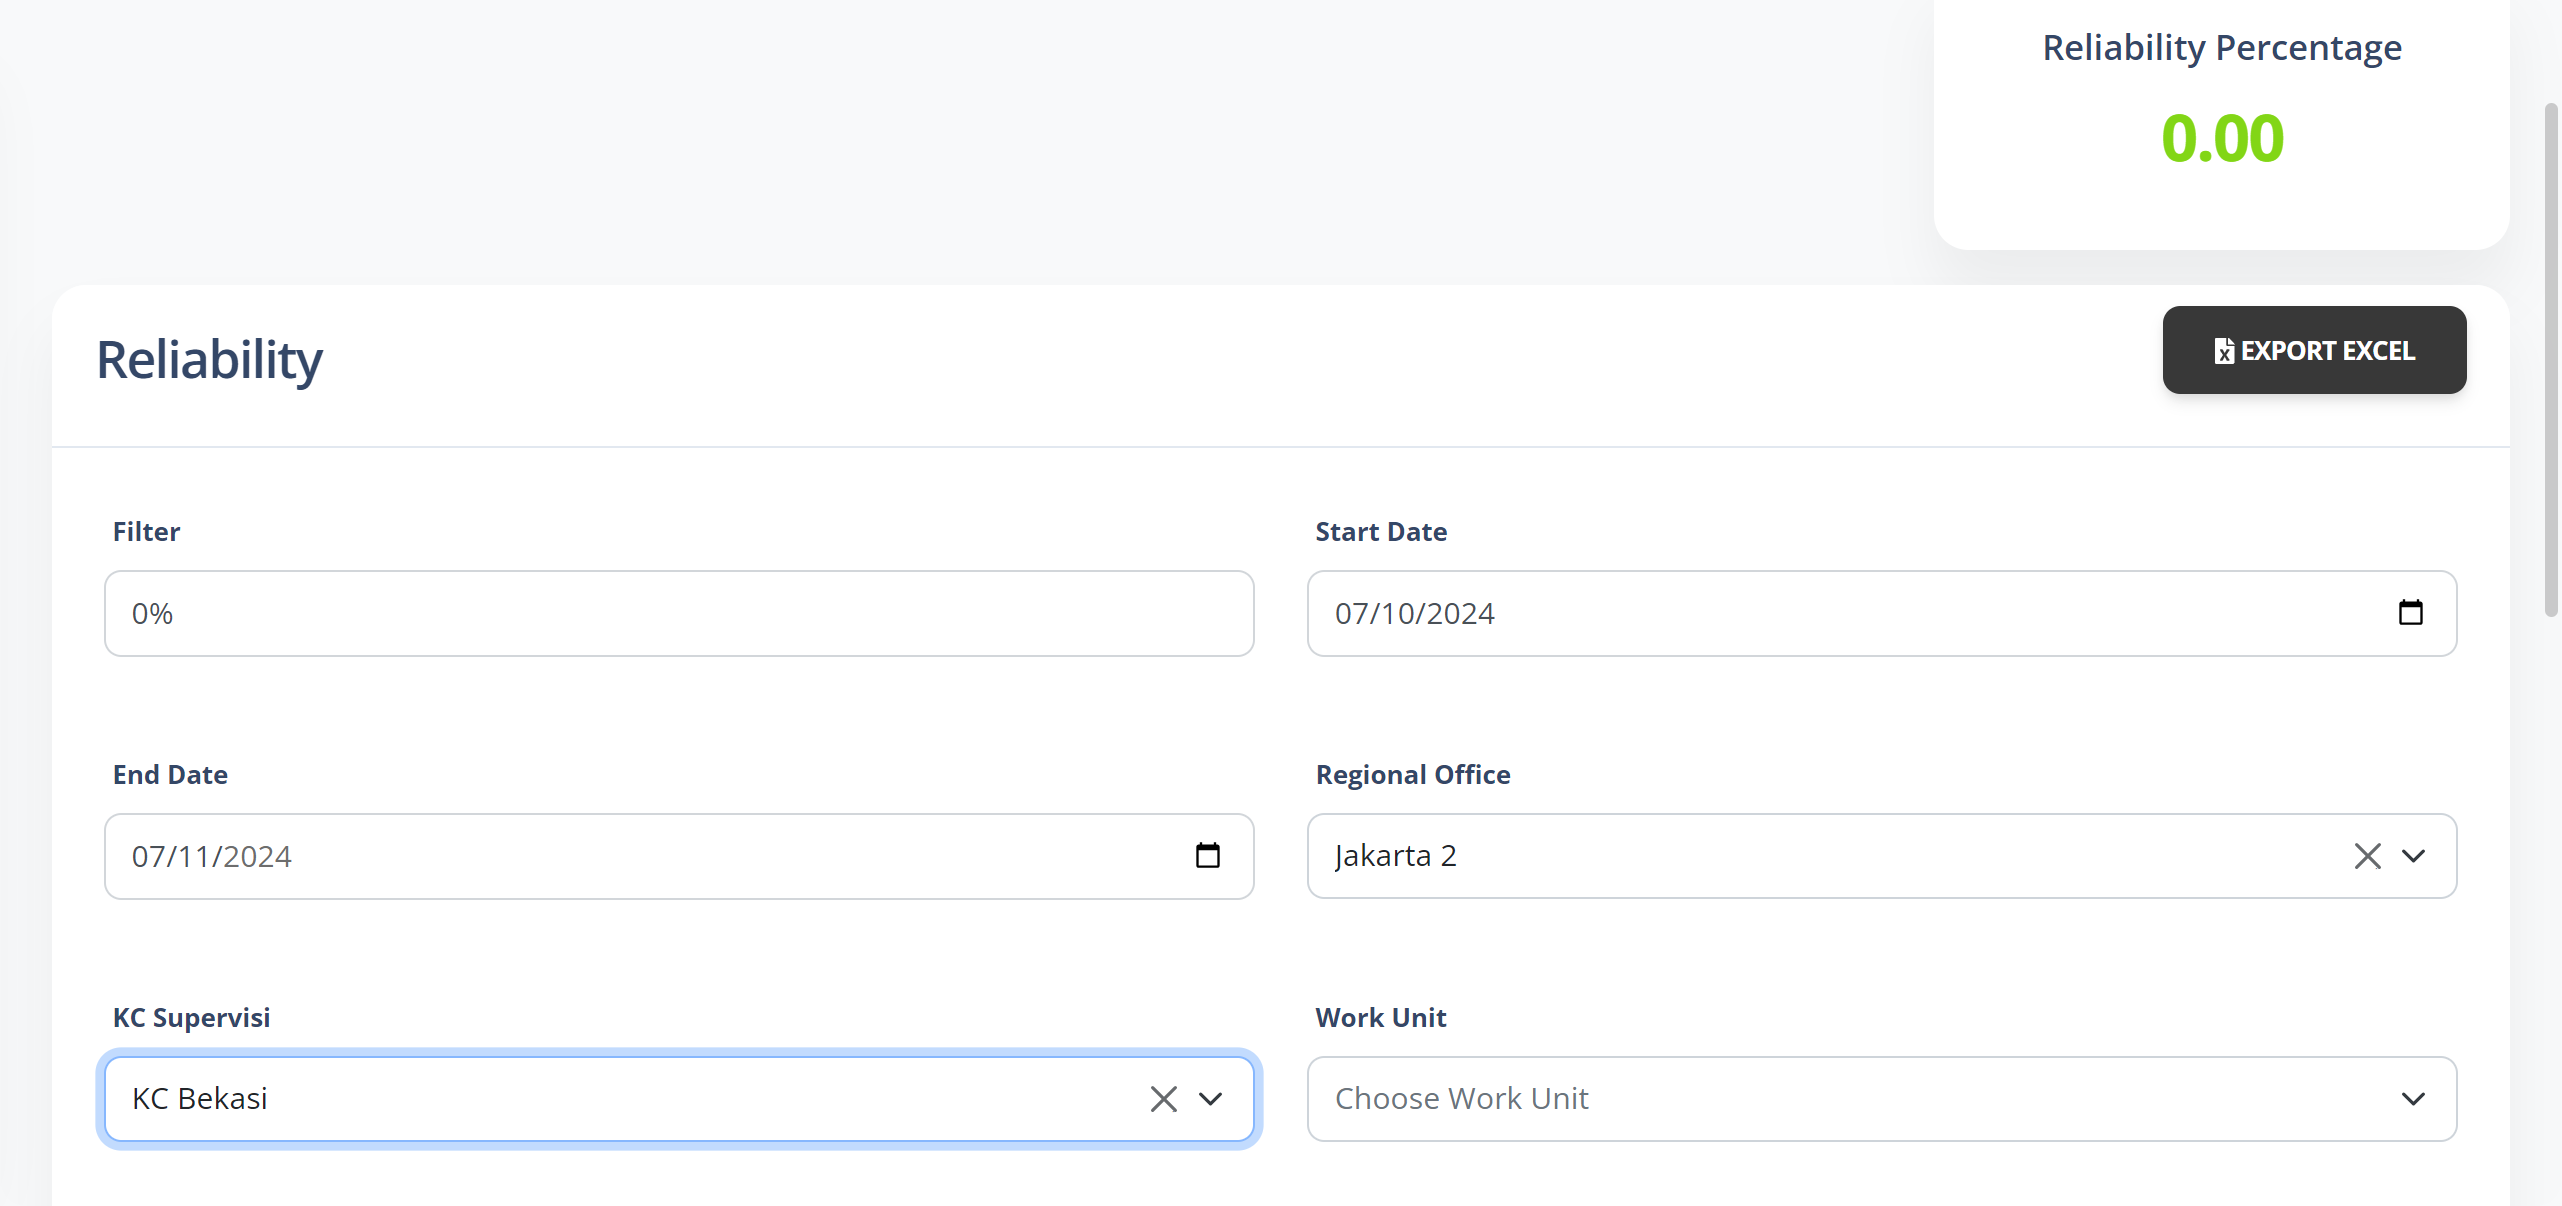 Reliability Percentage
0.00
Reliability
EXPORT EXCEL
Filter
Start Date
0%
07/10/2024
End Date
Regional Office
07/11/2024
Jakarta 2
KC Supervisi
Work Unit
KC Bekasi
Choose Work Unit